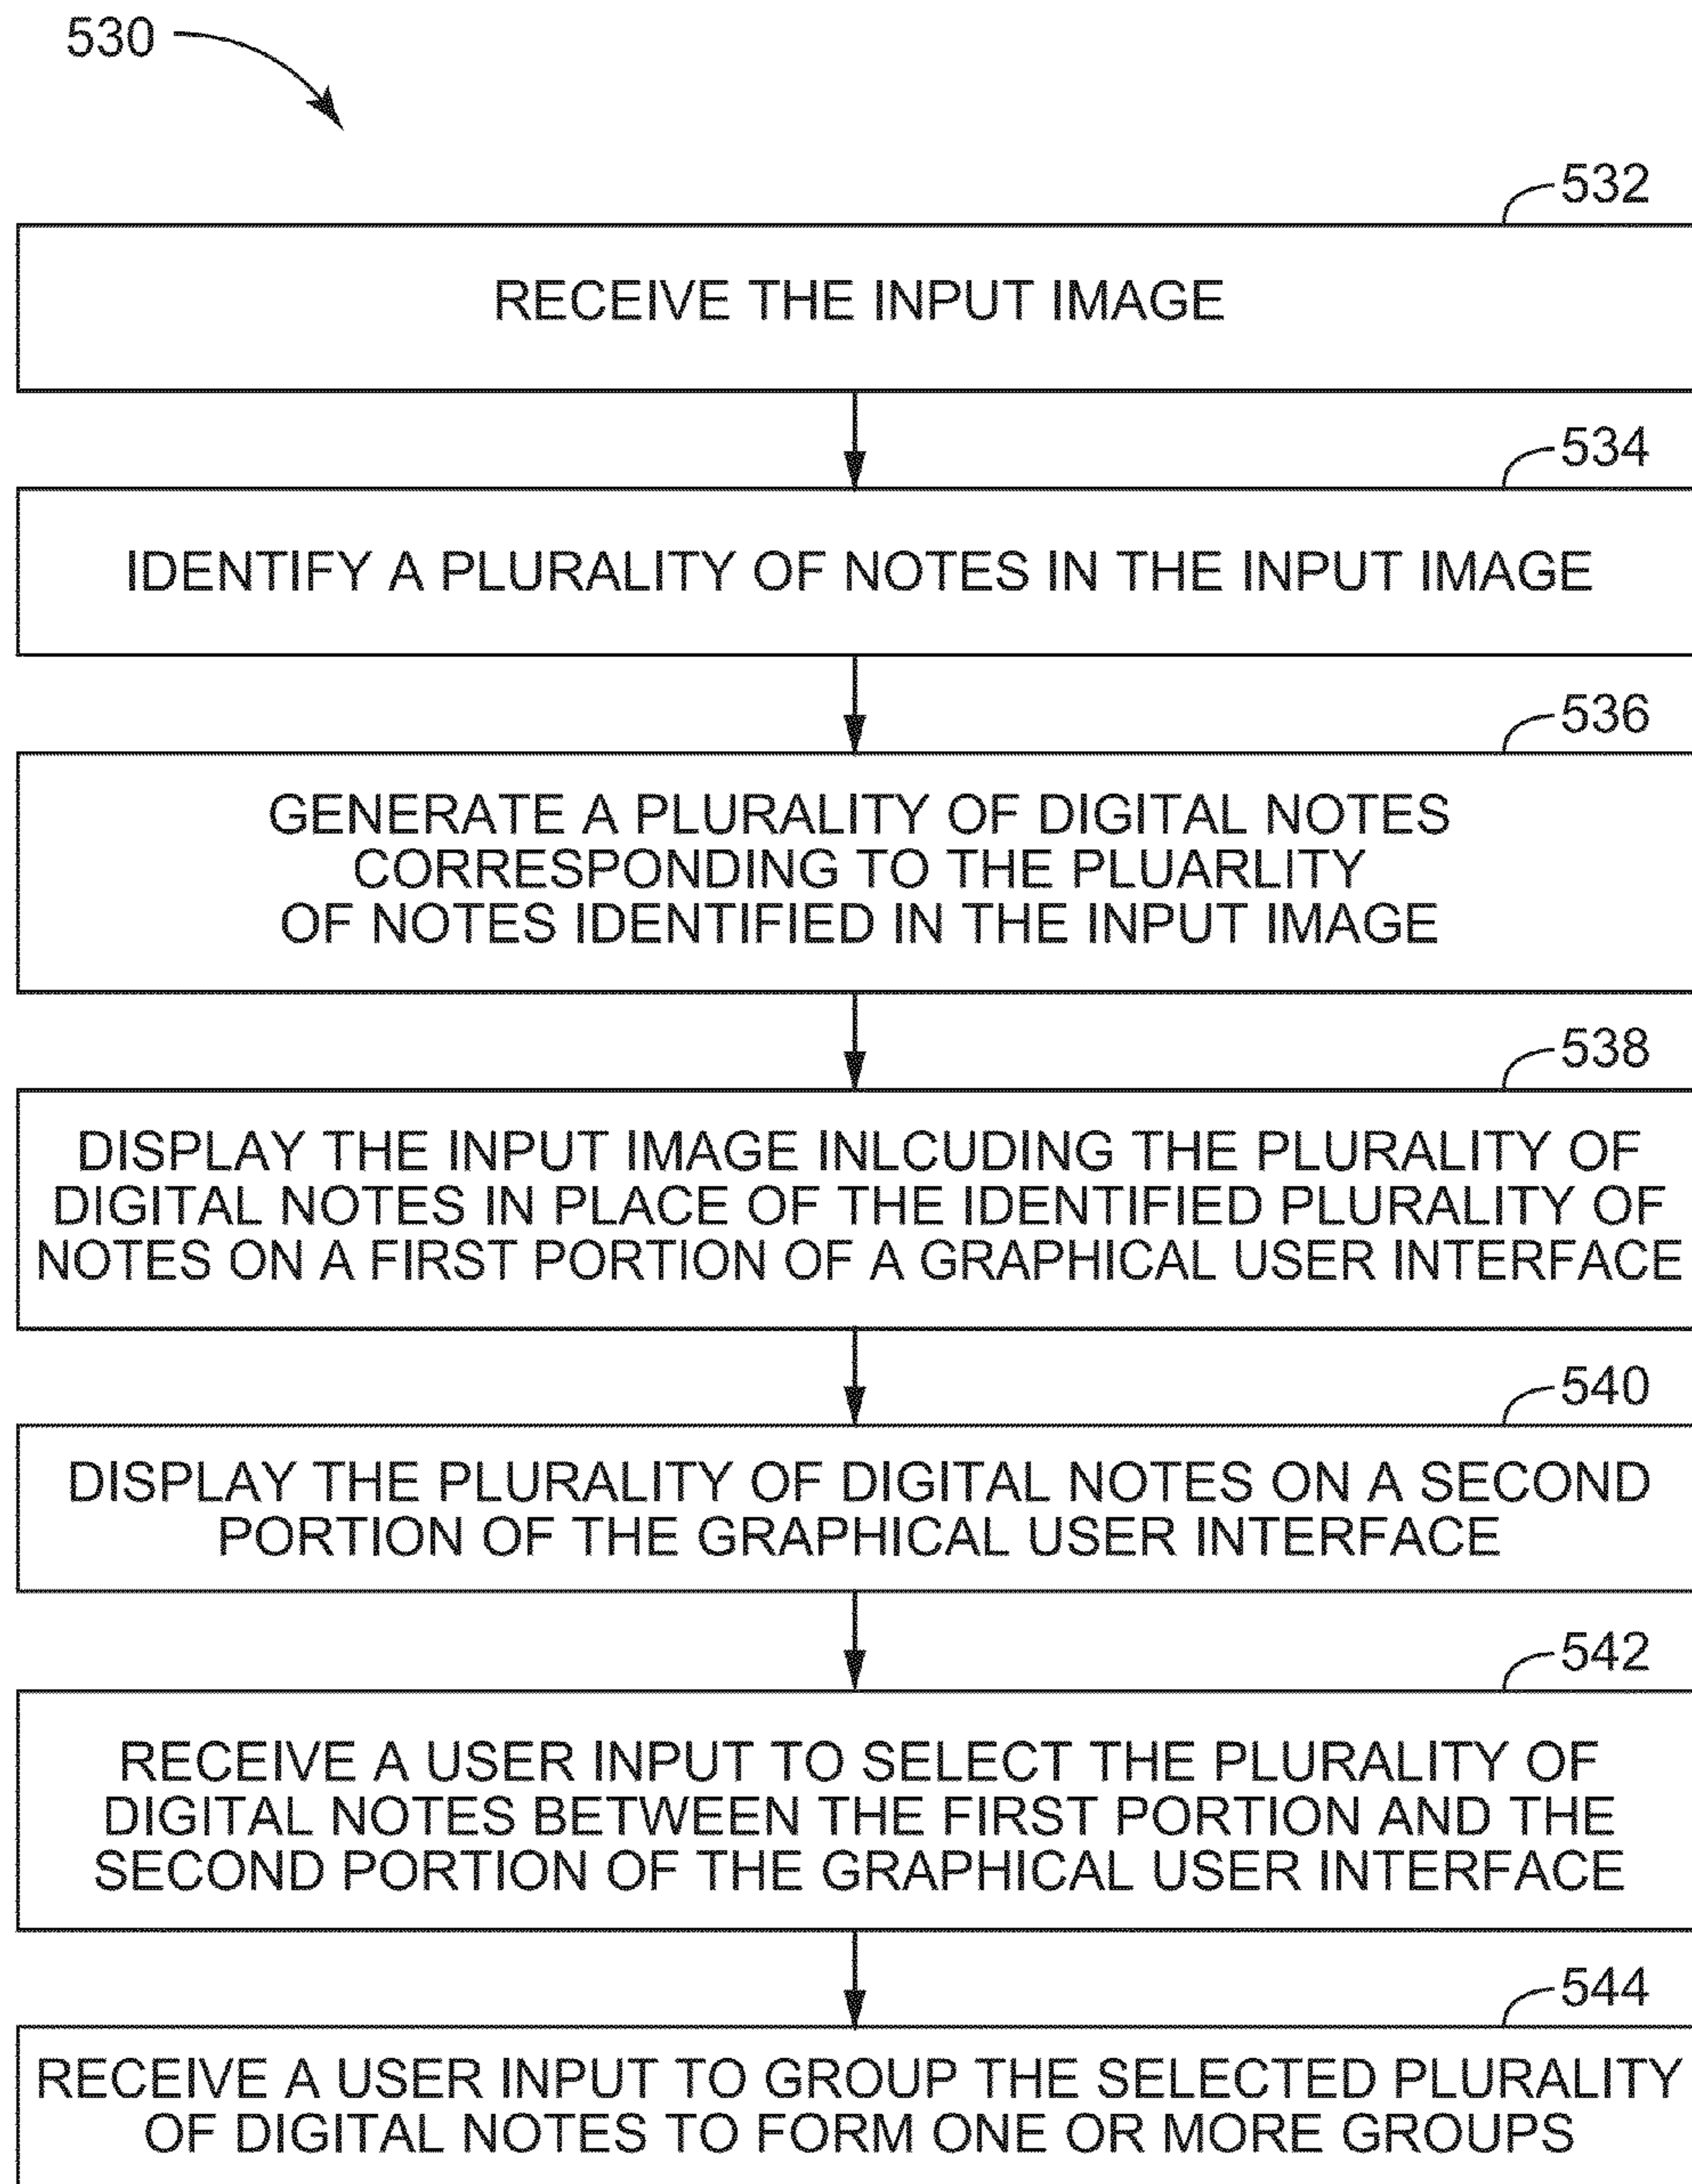 530
532
RECEIVE THE INPUT IMAGE
534
IDENTIFY A PLURALITY OF NOTES IN THE INPUT IMAGE
536
GENERATE A PLURALITY OF DIGITAL NOTES
CORRESPONDING TO THE PLUARLITY
OF NOTES IDENTIFIED IN THE INPUT IMAGE
538
DISPLAY THE INPUT IMAGE INLCUDING THE PLURALITY OF
DIGITAL NOTES IN PLACE OF THE IDENTIFIED PLURALITY OF
NOTES ON A FIRST PORTION OF A GRAPHICAL USER INTERFACE
540
DISPLAY THE PLURALITY OF DIGITAL NOTES ON A SECOND
PORTION OF THE GRAPHICAL USER INTERFACE
542
RECEIVE A USER INPUT TO SELECT THE PLURALITY OF
DIGITAL NOTES BETWEEN THE FIRST PORTION AND THE
SECOND PORTION OF THE GRAPHICAL USER INTERFACE
544
RECEIVE A USER INPUT TO GROUP THE SELECTED PLURALITY
OF DIGITAL NOTES TO FORM ONE OR MORE GROUPS